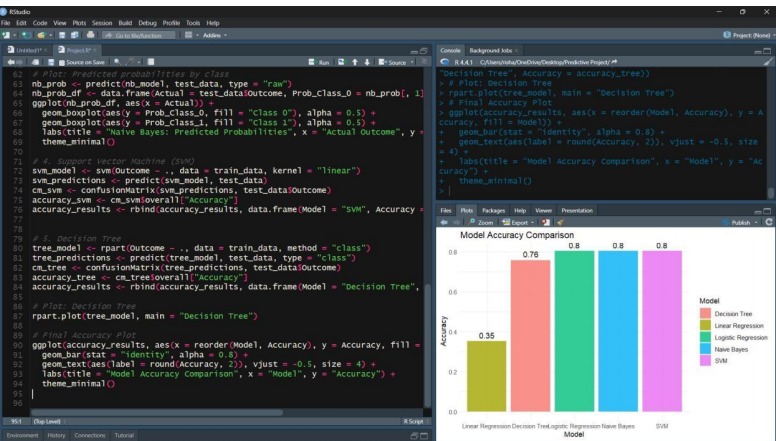 RStudio
File Edit Code View Plots Session Build Debug Profile Tools Help
Go to file/function Addins Project: (None)
Untitled1* Project.R*
Source on Save Run Source
62 # Plot: Predicted probabilities by class
63 nb_prob <- predict(nb_model, test_data, type = "raw")
64 nb_prob_df <- data.frame(Actual = test_data$Outcome, Prob_Class_0 = nb_prob[, 1]
65 ggplot(nb_prob_df, aes(x = Actual)) +
66 geom_boxplot(aes(y = Prob_Class_0, fill = "Class 0"), alpha = 0.5) +
67 geom_boxplot(aes(y = Prob_Class_1, fill = "Class 1"), alpha = 0.5) +
68 labs(title = "Naive Bayes: Predicted Probabilities", x = "Actual Outcome", y =
69 theme_minimal()
70
71 # 4. Support Vector Machine (SVM)
72 svm_model <- svm(Outcome ~ ., data = train_data, kernel = "linear")
73 svm_predictions <- predict(svm_model, test_data)
74 cm_svm <- confusionMatrix(svm_predictions, test_data$Outcome)
75 accuracy_svm <- cm_svm$overall["Accuracy"]
76 accuracy_results <- rbind(accuracy_results, data.frame(Model = "SVM", Accuracy =
77
78
79 # 5. Decision Tree
80 tree_model <- rpart(Outcome ~ ., data = train_data, method = "class")
81 tree_predictions <- predict(tree_model, test_data, type = "class")
82 cm_tree <- confusionMatrix(tree_predictions, test_data$Outcome)
83 accuracy_tree <- cm_tree$overall["Accuracy"]
84 accuracy_results <- rbind(accuracy_results, data.frame(Model = "Decision Tree",
85
86 # Plot: Decision Tree
87 rpart.plot(tree_model, main = "Decision Tree")
88
89 # Final Accuracy Plot
90 ggplot(accuracy_results, aes(x = reorder(Model, Accuracy), y = Accuracy, fill =
91 geom_bar(stat = "identity", alpha = 0.8) +
92 geom_text(aes(label = round(Accuracy, 2)), vjust = -0.5, size = 4) +
93 labs(title = "Model Accuracy Comparison", x = "Model", y = "Accuracy") +
94 theme_minimal()
95
96
95:1 (Top Level) R Script
Environment History Connections Tutorial
Console Background Jobs
R 4.4.1 C:/Users/risha/OneDrive/Desktop/Predictive Project/
"Decision Tree", Accuracy = accuracy_tree))
> # Plot: Decision Tree
> rpart.plot(tree_model, main = "Decision Tree")
> # Final Accuracy Plot
> ggplot(accuracy_results, aes(x = reorder(Model, Accuracy), y = A
ccuracy, fill = Model)) +
+ geom_bar(stat = "identity", alpha = 0.8) +
+ geom_text(aes(label = round(Accuracy, 2)), vjust = -0.5, size
= 4) +
+ labs(title = "Model Accuracy Comparison", x = "Model", y = "Ac
curacy") +
+ theme_minimal()
>
Files Plots Packages Help Viewer Presentation
Zoom Export Publish
Model Accuracy Comparison
0.8 0.8 0.8
0.8
0.76
0.6
0.4
0.35
0.2
0.0
Accuracy
Linear Regression Decision Tree Logistic Regression Naive Bayes SVM
Model
Model
Decision Tree
Linear Regression
Logistic Regression
Naive Bayes
SVM